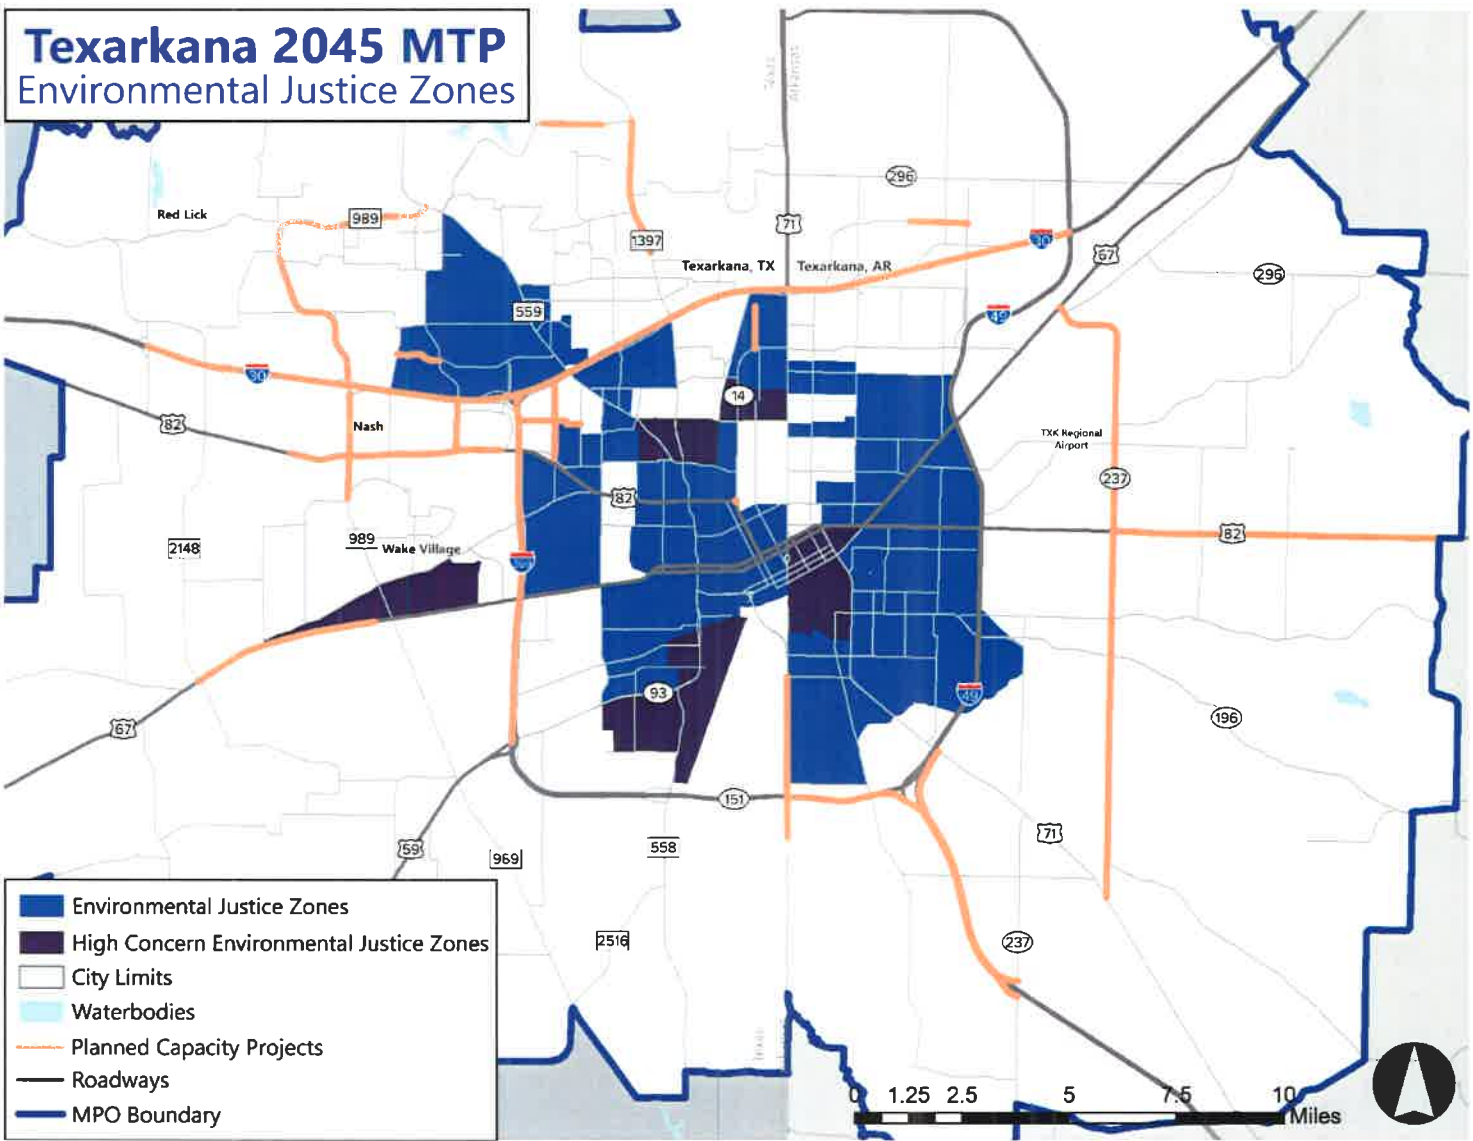 Texarkana 2045 MTP
Environmental Justice Zones
Texas
Arkansas
296
Red Lick
989
71
1397
30
67
Texarkana, TX
Texarkana, AR
296
559
49
30
14
82
Nash
TXK Regional
Airport
237
82
82
2148
989
Wake Village
93
49
196
67
151
71
59
969
558
237
2516
Environmental Justice Zones
High Concern Environmental Justice Zones
City Limits
Waterbodies
Planned Capacity Projects
Roadways
MPO Boundary
Texas
0 1.25 2.5 5 7.5 10
Miles